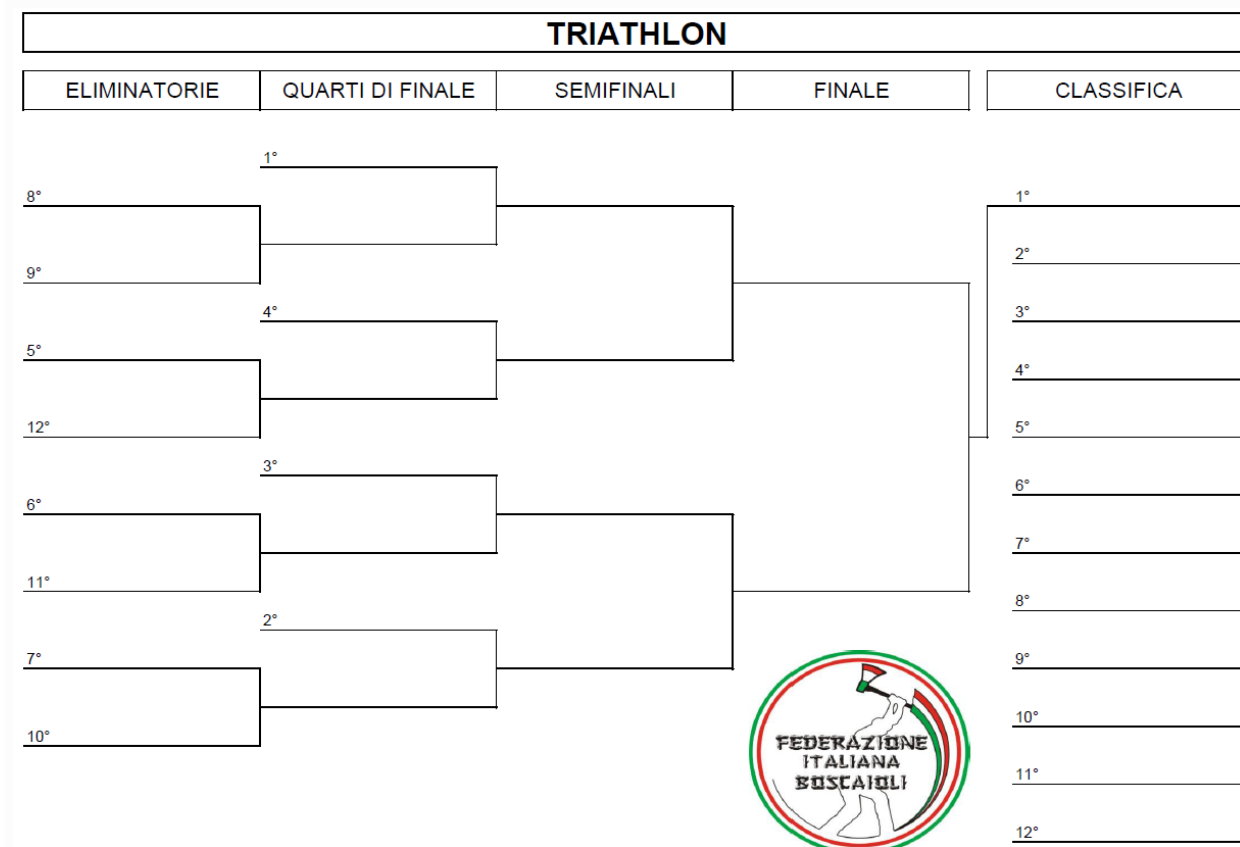 TRIATHLON
ELIMINATORIE
QUARTI DI FINALE
SEMIFINALI
FINALE
CLASSIFICA
1°
8°
9°
4°
5°
12°
3°
6°
11°
2°
7°
10°
1°
2°
3°
4°
5°
6°
7°
8°
9°
10°
11°
12°
FEDERAZIONE
ITALIANA
BOSCAIOLI